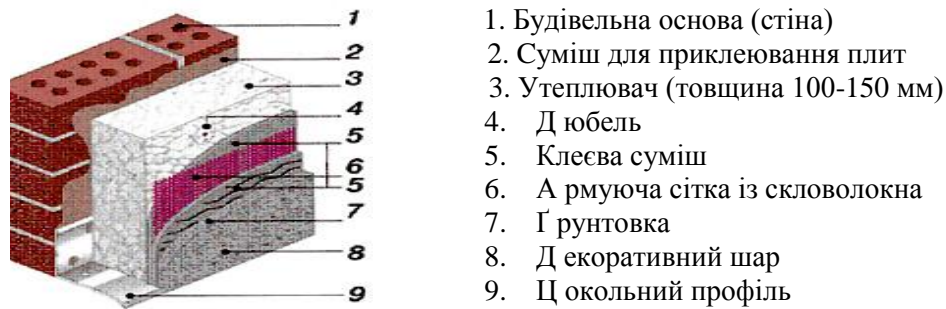 1
2
3
4
5
6
5
7
8
9
1. Будівельна основа (стіна)
2. Суміш для приклеювання плит
3. Утеплювач (товщина 100-150 мм)
4. Д юбель
5. Клеєва суміш
6. А рмуюча сітка із скловолокна
7. Ґ рунтовка
8. Д екоративний шар
9. Ц окольний профіль